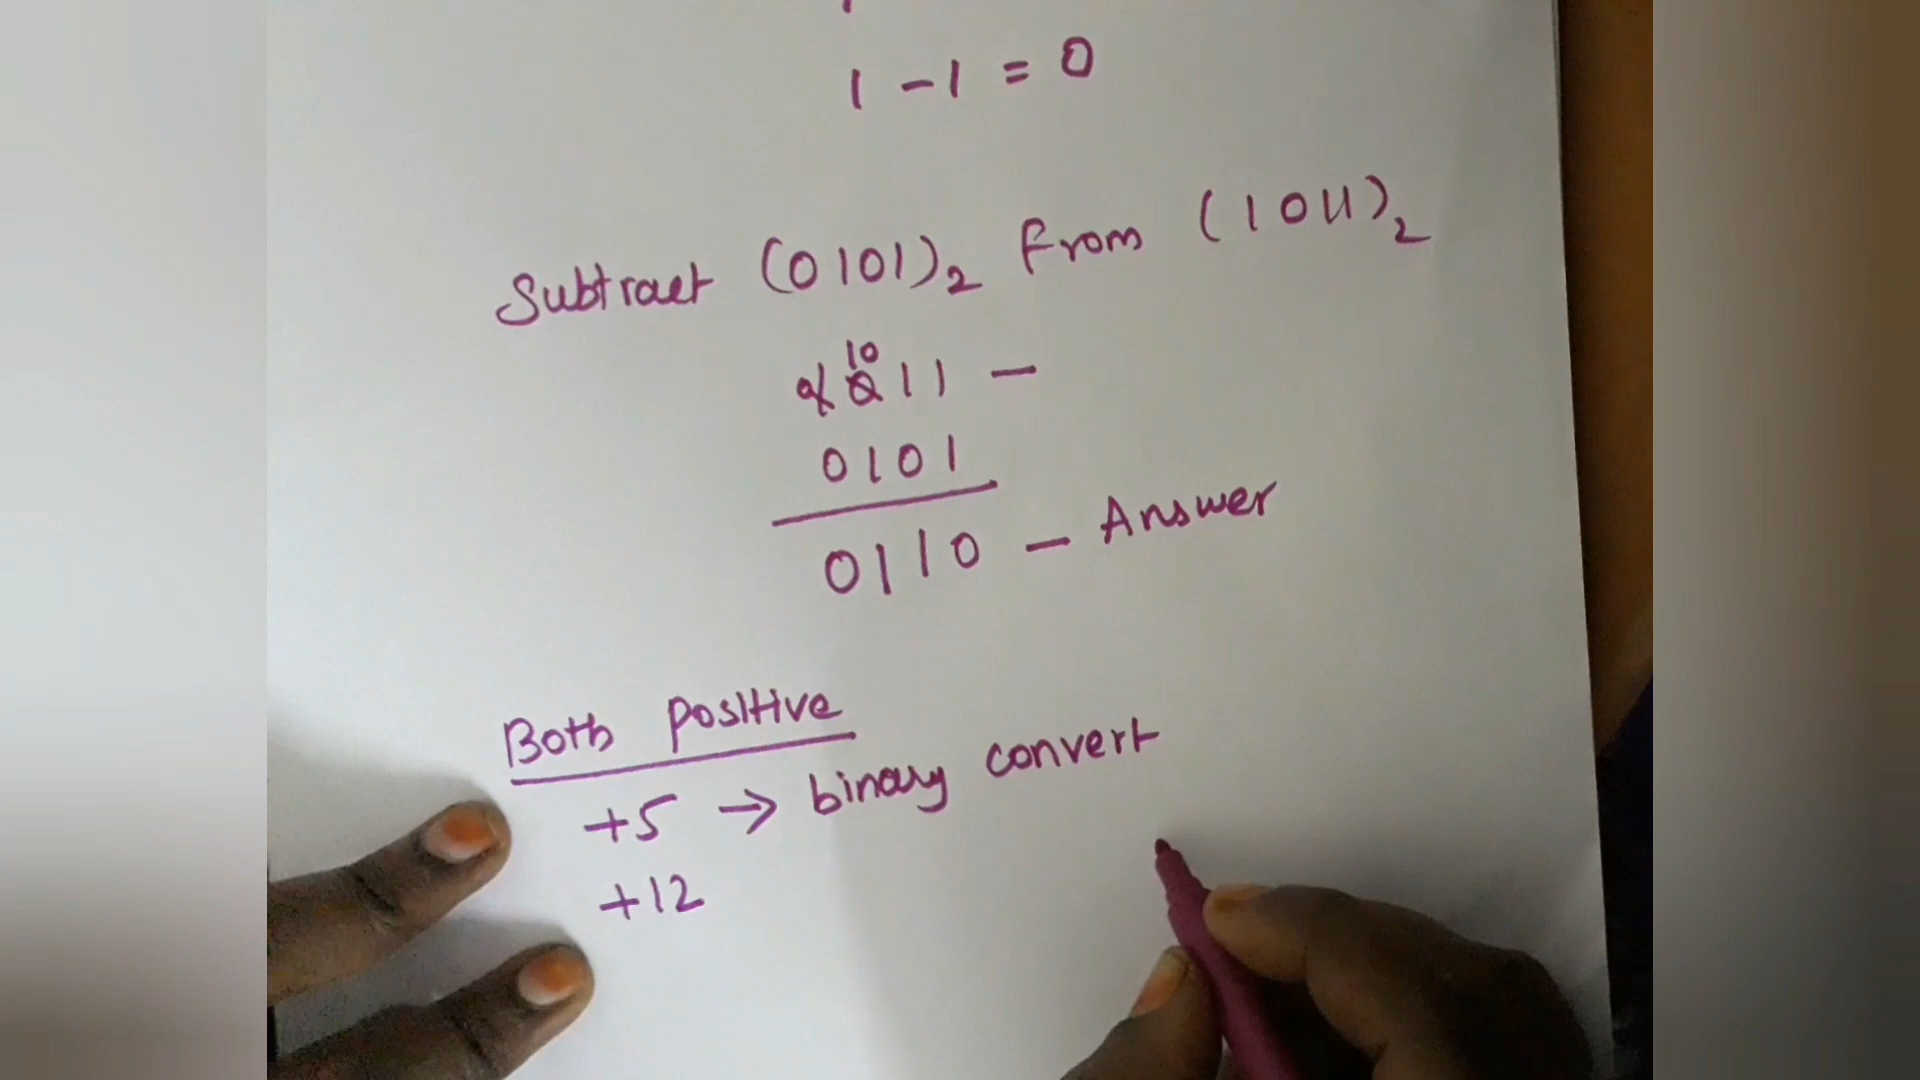 1 - 1 = 0
Subtract (0101)2 from (1011)2
10
1011 -
0101
0110 - Answer
Both positive
+5 → binary convert
+12